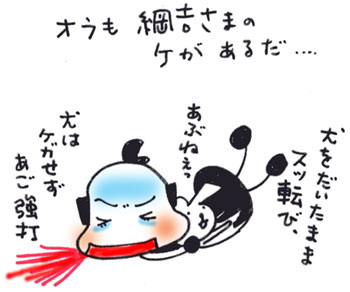 オラも 綱吉さまの
ケが あるだ....
犬をだいたまま
スッ転び、
あぶねぇっ
犬は
ケガせず
あご強打